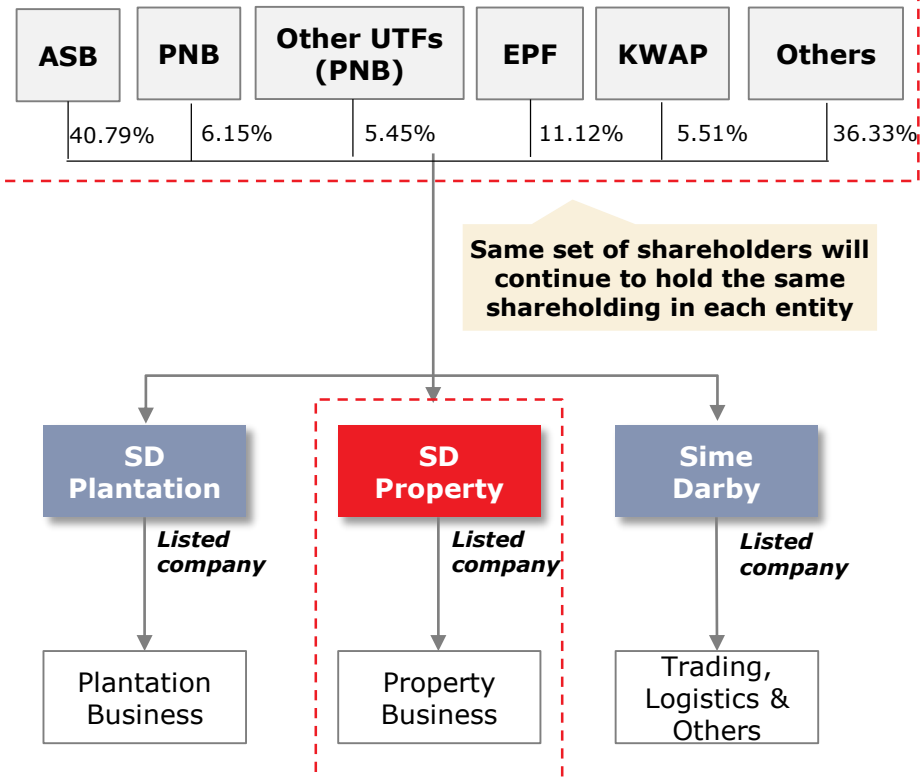 ASB
PNB
Other UTFs
(PNB)
EPF
KWAP
Others
40.79%
6.15%
5.45%
11.12%
5.51%
36.33%
Same set of shareholders will
continue to hold the same
shareholding in each entity
SD
Plantation
SD
Property
Sime
Darby
Listed
company
Listed
company
Listed
company
Plantation
Business
Property
Business
Trading,
Logistics &
Others